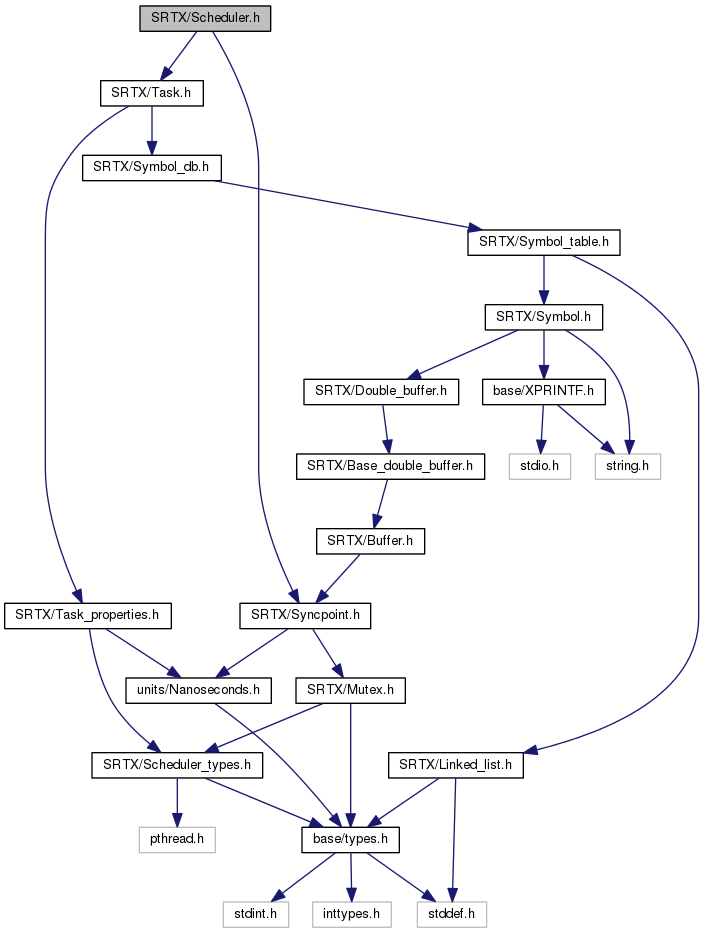 SRTX/Scheduler.h
SRTX/Task.h
SRTX/Symbol_db.h
SRTX/Symbol_table.h
SRTX/Symbol.h
SRTX/Double_buffer.h
base/XPRINTF.h
SRTX/Base_double_buffer.h
stdio.h
string.h
SRTX/Buffer.h
SRTX/Task_properties.h
SRTX/Syncpoint.h
units/Nanoseconds.h
SRTX/Mutex.h
SRTX/Scheduler_types.h
SRTX/Linked_list.h
pthread.h
base/types.h
stdint.h
inttypes.h
stddef.h